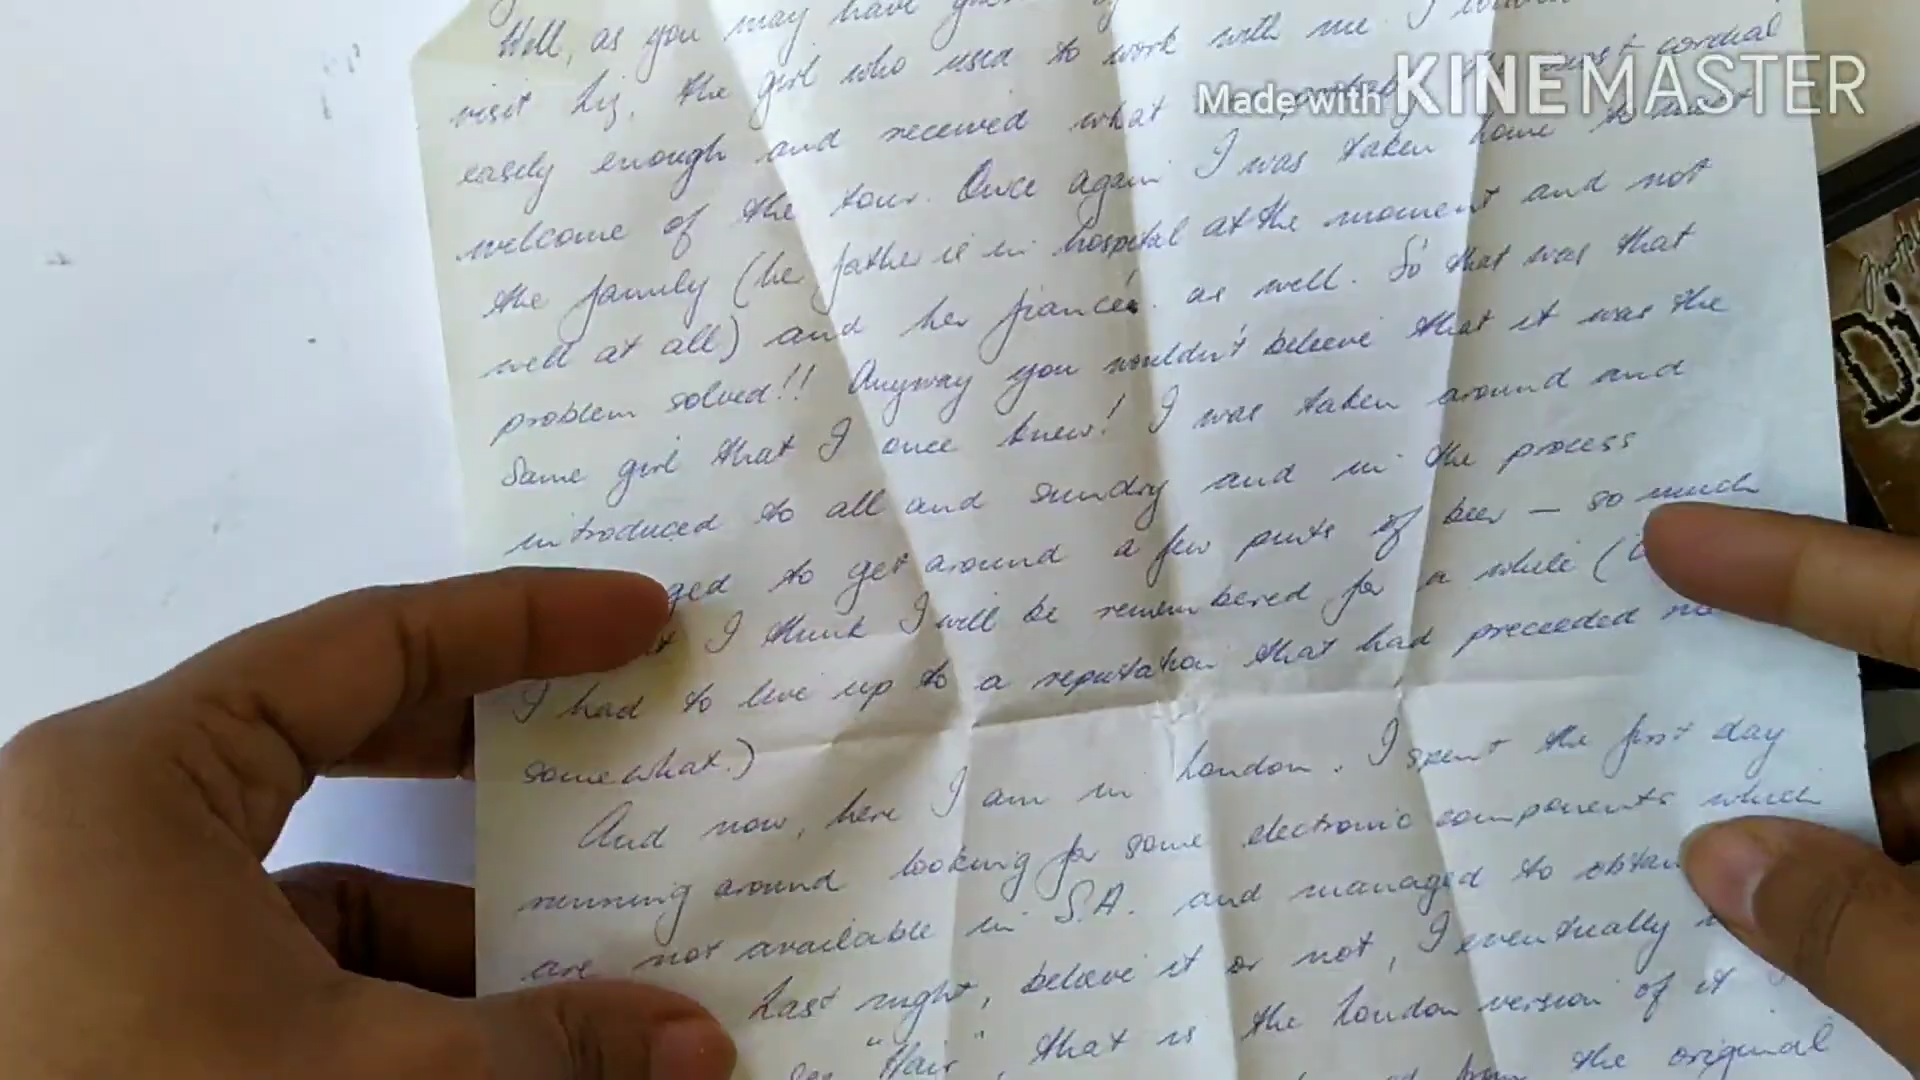 Well, as you may have
visit Liz, the girl who used to work with me. I
easily enough and received what probably the most cordial
welcome of the tour. Once again I was taken home to meet
the family (he father is in hospital at the moment and not
well at all) and her fiancée. as well. So that was that
problem solved!! Anyway you wouldn't believe that it was the
same girl that I once knew! I was taken around and
introduced to all and sundry and in the process
ged to get around a few pints of beer — so much
I think I will be remembered for a while (
I had to live up to a reputation that had preceeded
somewhat.)
And now, here I am in London. I spent the first day
running around looking for some electronic components which
are not available in S.A. and managed to obtain
Last night, believe it or not, I eventually
"Hair", that is the London version of it
from the original
Made with KINEMASTER
Dj